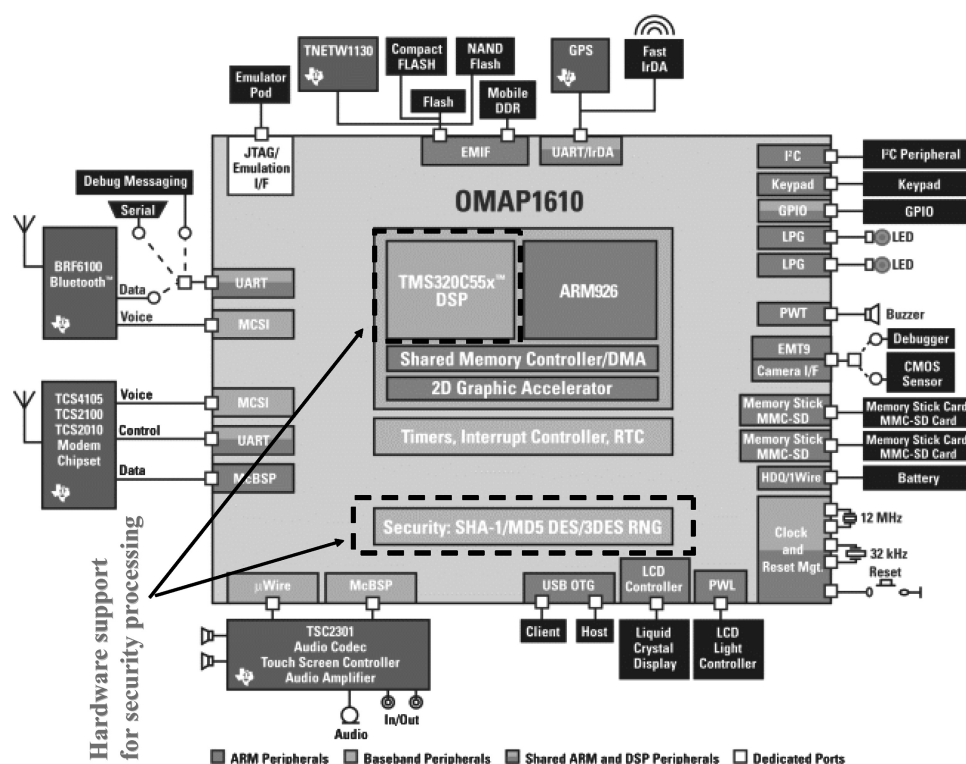 TNETW1130
Compact
FLASH
NAND
Flash
GPS
Fast
IrDA
Emulator
Pod
Flash
Mobile
DDR
JTAG/
Emulation
I/F
EMIF
UART/IrDA
I²C
I²C Peripheral
Debug Messaging
Keypad
Keypad
Serial
OMAP1610
GPIO
GPIO
LPG
LED
BRF6100
Bluetooth™
TMS320C55x™
DSP
ARM926
LPG
LED
Data
UART
Voice
MCSI
PWT
Buzzer
Shared Memory Controller/DMA
EMT9
Camera I/F
Debugger
CMOS
Sensor
2D Graphic Accelerator
TCS4105
TCS2100
TCS2010
Modem
Chipset
Voice
MCSI
Memory Stick
MMC-SD
Memory Stick Card
MMC-SD Card
Control
UART
Timers, Interrupt Controller, RTC
Memory Stick
MMC-SD
Memory Stick Card
MMC-SD Card
Data
McBSP
HDQ/1Wire
Battery
Security: SHA-1/MD5 DES/3DES RNG
Clock
and
Reset Mgt.
12 MHz
32 kHz
Reset
Hardware support
for security processing
µWire
McBSP
USB OTG
LCD
Controller
PWL
TSC2301
Audio Codec
Touch Screen Controller
Audio Amplifier
Client
Host
Liquid
Crystal
Display
LCD
Light
Controller
In/Out
Audio
ARM Peripherals
Baseband Peripherals
Shared ARM and DSP Peripherals
Dedicated Ports